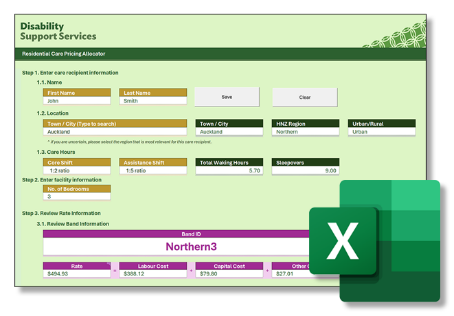 Disability
Support Services
Residential Care Pricing Allocator
Step 1. Enter care recipient information
1.1. Name
First Name Last Name
John Smith Save Clear
1.2. Location
Town / City (Type to search) Town / City HNZ Region Urban/Rural
Auckland Auckland Northern Urban
* If you are uncertain, please select the region that is most relevant for this care recipient.
1.3. Care Hours
Core Shift Assistance Shift Total Waking Hours Sleepovers
1:2 ratio 1:5 ratio 5.70 9.00
Step 2. Enter facility information
No. of Bedrooms
3
Step 3. Review Rate Information
3.1. Review Band Information
Band ID
Northern3
Rate Labour Cost Capital Cost Other
$494.93 = $388.12 + $79.80 + $27.01
X